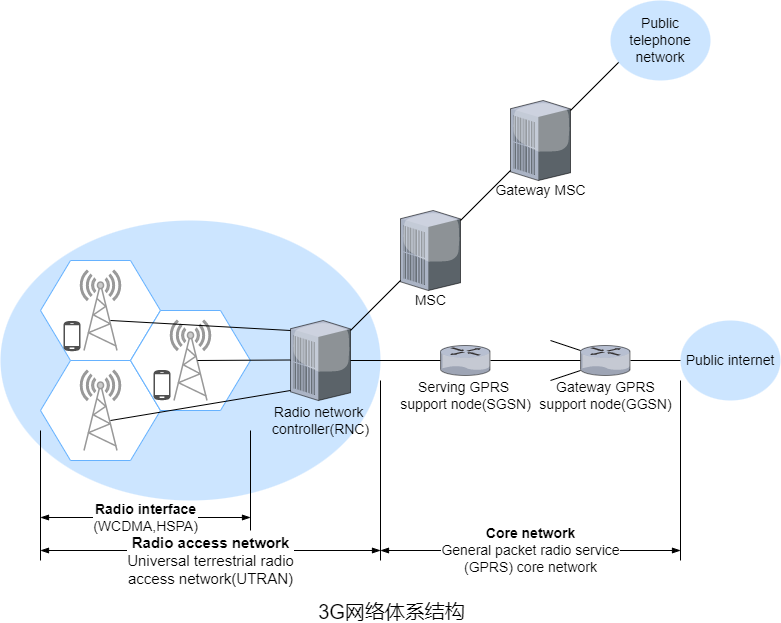 Public
telephone
network
Gateway MSC
MSC
Public internet
Serving GPRS
support node(SGSN)
Gateway GPRS
support node(GGSN)
Radio network
controller(RNC)
Radio interface
(WCDMA,HSPA)
Radio access network
Universal terrestrial radio
access network(UTRAN)
Core network
General packet radio service
(GPRS) core network
3G网络体系结构